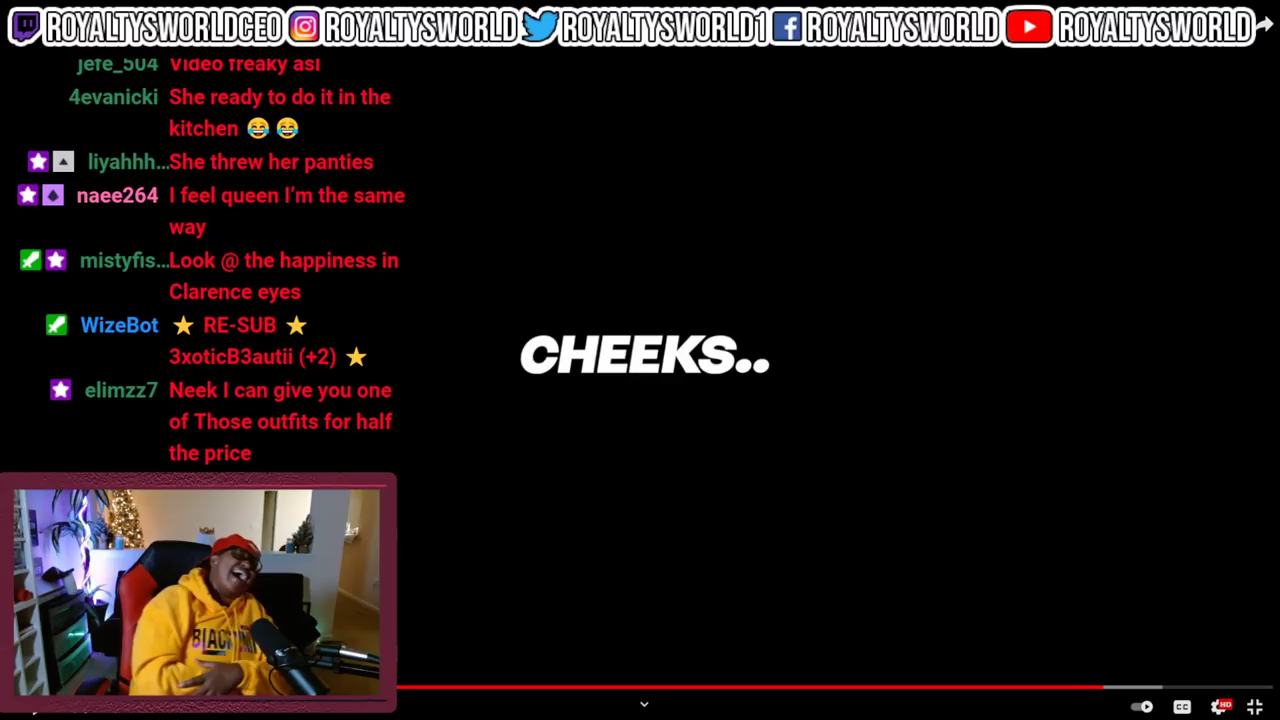 ROYALTYSWORLDCEO ROYALTYSWORLD ROYALTYSWORLD1 ROYALTYSWORLD ROYALTYSWORLD
jefe_504 Video freaky asf
4evanicki She ready to do it in the
kitchen 😂 😂
liyahhh... She threw her panties
naee264 I feel queen I'm the same
way
mistyfis... Look @ the happiness in
Clarence eyes
WizeBot ⭐ RE-SUB ⭐
3xoticB3autii (+2) ⭐
elimzz7 Neek I can give you one
of Those outfits for half
the price
CHEEKS..
CC HD